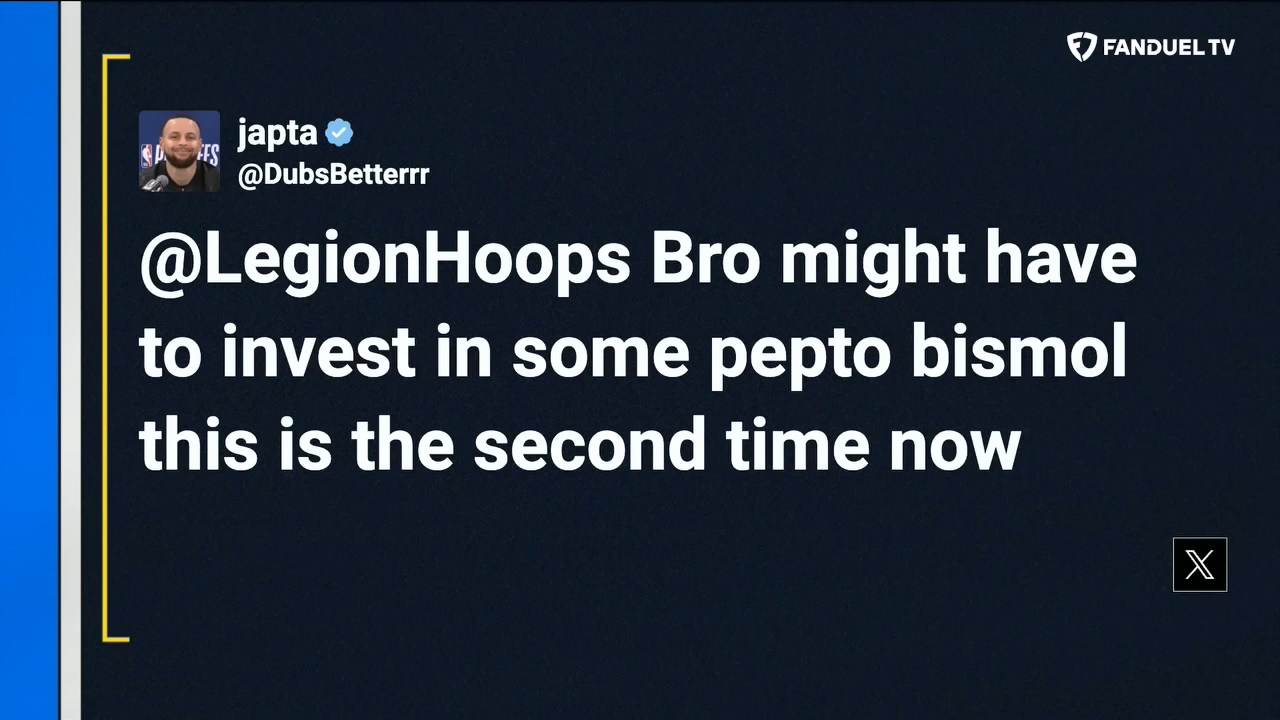 FANDUEL TV
japta
@DubsBetterrr
@LegionHoops Bro might have
to invest in some pepto bismol
this is the second time now